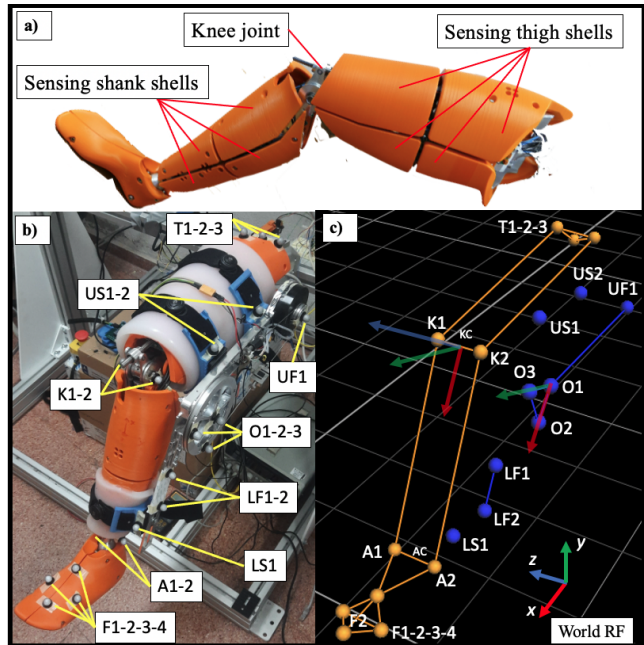 a)
Knee joint
Sensing thigh shells
Sensing shank shells
b)
T1-2-3
US1-2
UF1
K1-2
O1-2-3
LF1-2
LS1
A1-2
F1-2-3-4
c)
T1-2-3
US2
UF1
K1
KC
US1
K2
O3
O1
O2
LF1
LF2
A1
AC
LS1
A2
y
z
F2
x
F1-2-3-4
World RF